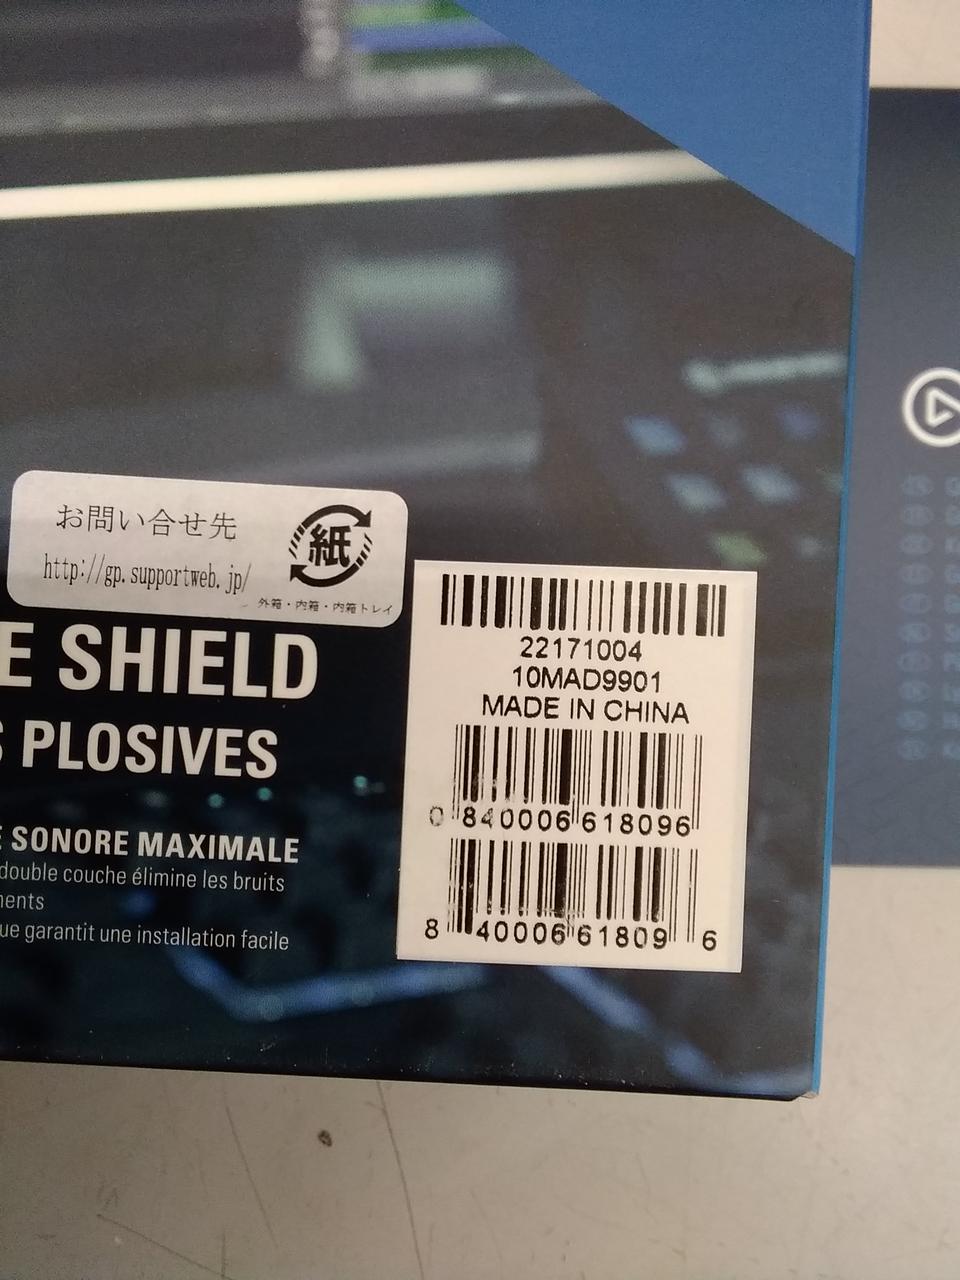 お問い合せ先
http://gp.supportweb.jp/
紙
外箱・内箱・内箱トレイ
E SHIELD
S PLOSIVES
E SONORE MAXIMALE
double couche élimine les bruits
ments
ue garantit une installation facile
22171004
10MAD9901
MADE IN CHINA
0 840006 618096
8 40006 61809 6